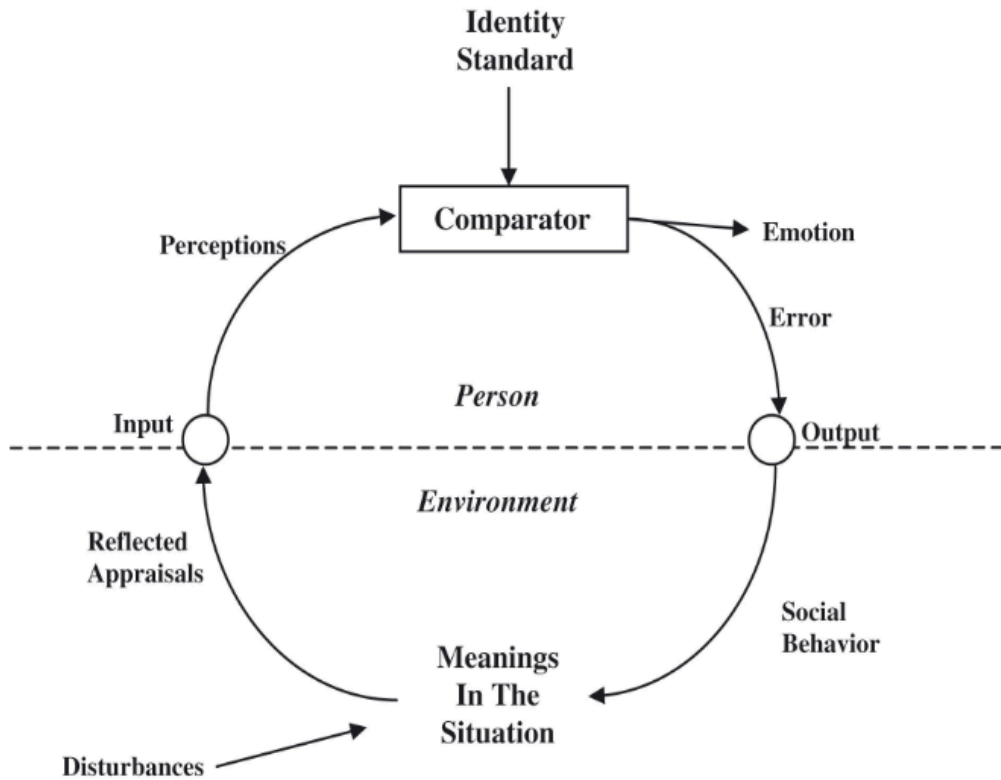 Identity
Standard
Comparator
Perceptions
Emotion
Error
Person
Input
Output
Environment
Reflected
Appraisals
Social
Behavior
Meanings
In The
Situation
Disturbances